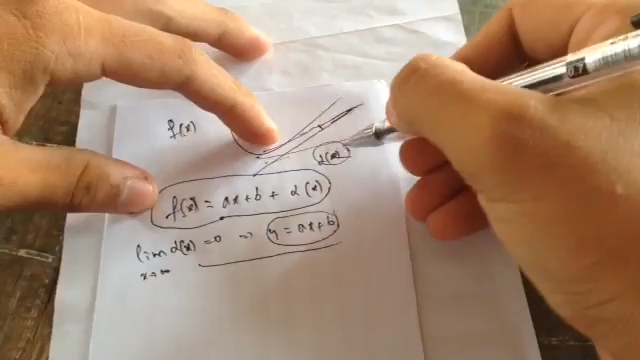 f(x)
α(x)
f(x) = ax+b + α(x)
lim α(x) = 0 => y = ax+b
x→∞